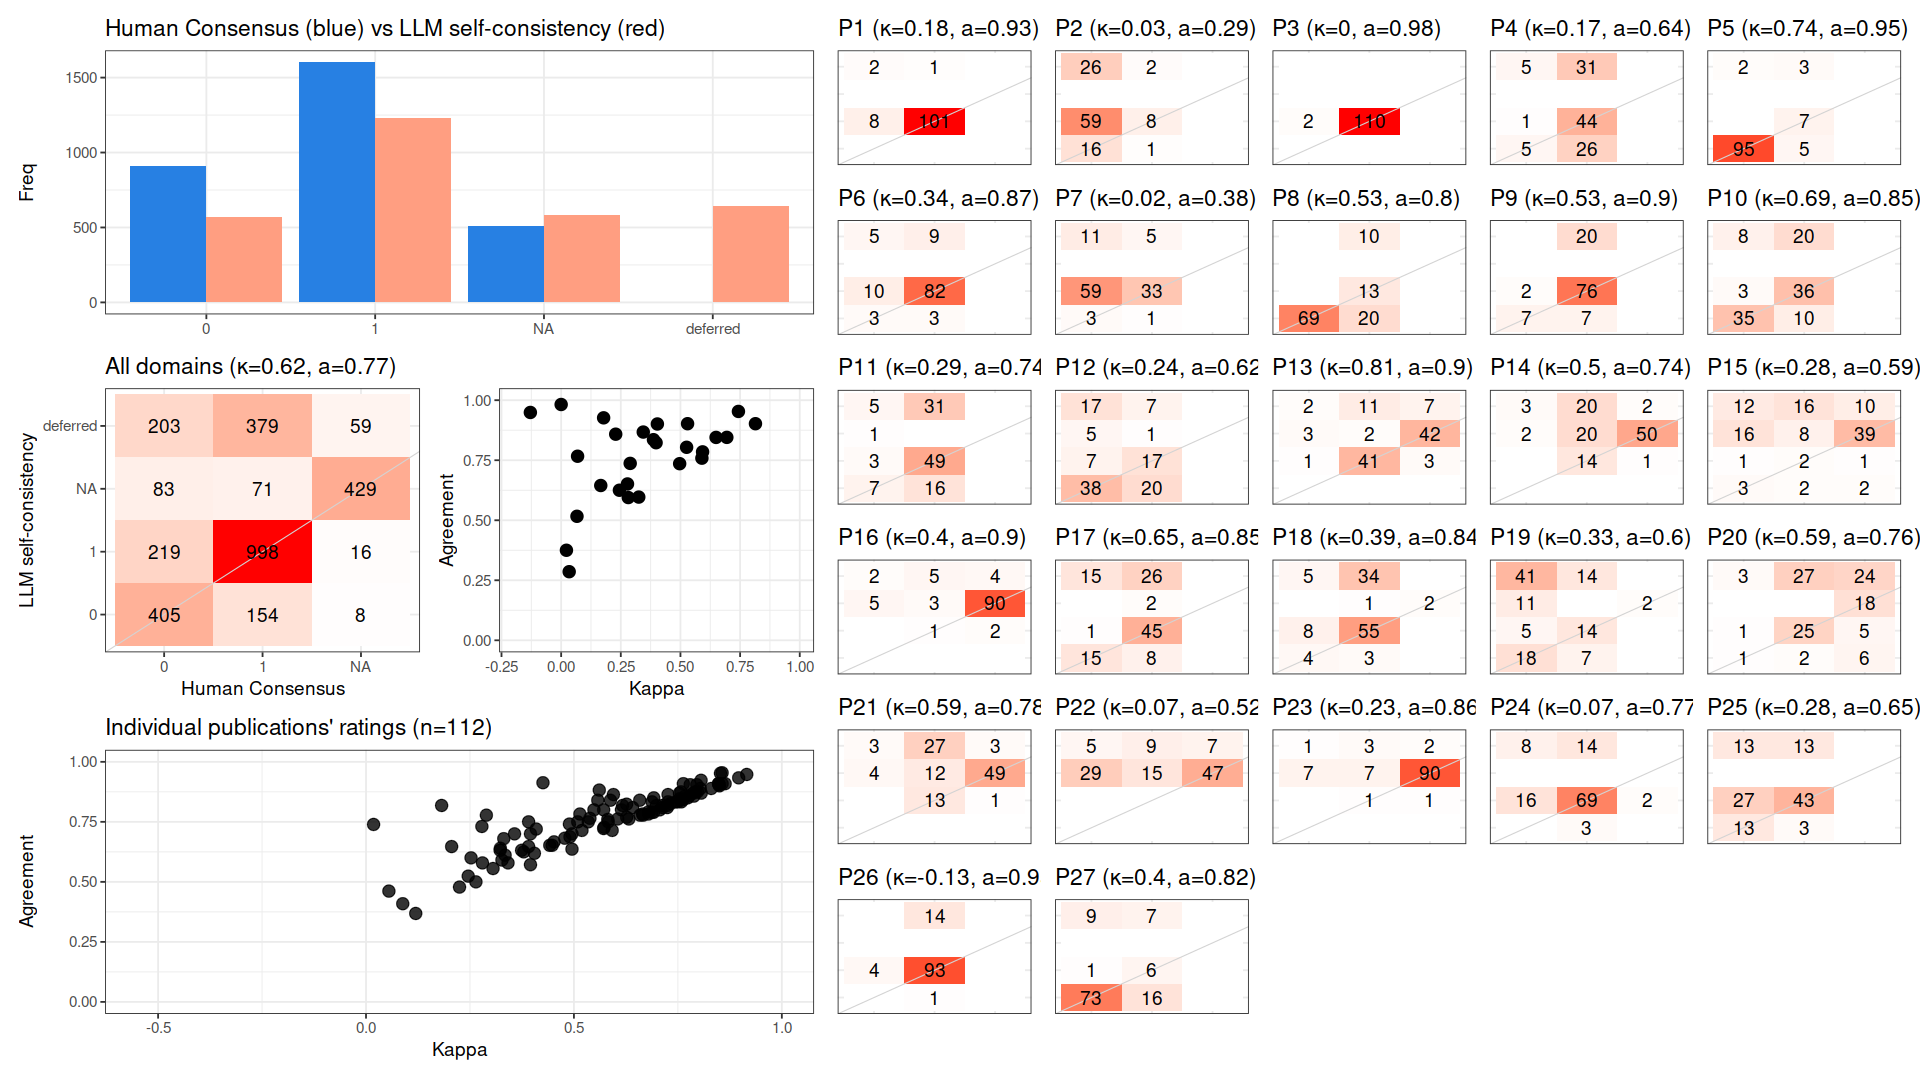 Human Consensus (blue) vs LLM self-consistency (red)
Freq
1500
1000
500
0
0 1 NA deferred
All domains (κ=0.62, a=0.77)
LLM self-consistency
deferred 203 379 59
NA 83 71 429
1 219 998 16
0 405 154 8
0 1 NA
Human Consensus
Agreement
1.00
0.75
0.50
0.25
0.00
-0.25 0.00 0.25 0.50 0.75 1.00
Kappa
Individual publications' ratings (n=112)
Agreement
1.00
0.75
0.50
0.25
0.00
-0.5 0.0 0.5 1.0
Kappa
P1 (κ=0.18, a=0.93)
2 1
8 101
P2 (κ=0.03, a=0.29)
26 2
59 8
16 1
P3 (κ=0, a=0.98)
2 110
P4 (κ=0.17, a=0.64)
5 31
1 44
5 26
P5 (κ=0.74, a=0.95)
2 3
7
95 5
P6 (κ=0.34, a=0.87)
5 9
10 82
3 3
P7 (κ=0.02, a=0.38)
11 5
59 33
3 1
P8 (κ=0.53, a=0.8)
10
13
69 20
P9 (κ=0.53, a=0.9)
20
2 76
7 7
P10 (κ=0.69, a=0.85)
8 20
3 36
35 10
P11 (κ=0.29, a=0.74
5 31
1
3 49
7 16
P12 (κ=0.24, a=0.62
17 7
5 1
7 17
38 20
P13 (κ=0.81, a=0.9)
2 11 7
3 2 42
1 41 3
P14 (κ=0.5, a=0.74)
3 20 2
2 20 50
14 1
P15 (κ=0.28, a=0.59)
12 16 10
16 8 39
1 2 1
3 2 2
P16 (κ=0.4, a=0.9)
2 5 4
5 3 90
1 2
P17 (κ=0.65, a=0.85
15 26
2
1 45
15 8
P18 (κ=0.39, a=0.84
5 34
1 2
8 55
4 3
P19 (κ=0.33, a=0.6)
41 14
11 2
5 14
18 7
P20 (κ=0.59, a=0.76)
3 27 24
18
1 25 5
1 2 6
P21 (κ=0.59, a=0.78
3 27 3
4 12 49
13 1
P22 (κ=0.07, a=0.52
5 9 7
29 15 47
P23 (κ=0.23, a=0.86
1 3 2
7 7 90
1 1
P24 (κ=0.07, a=0.77
8 14
16 69 2
3
P25 (κ=0.28, a=0.65)
13 13
27 43
13 3
P26 (κ=-0.13, a=0.9
14
4 93
1
P27 (κ=0.4, a=0.82)
9 7
1 6
73 16